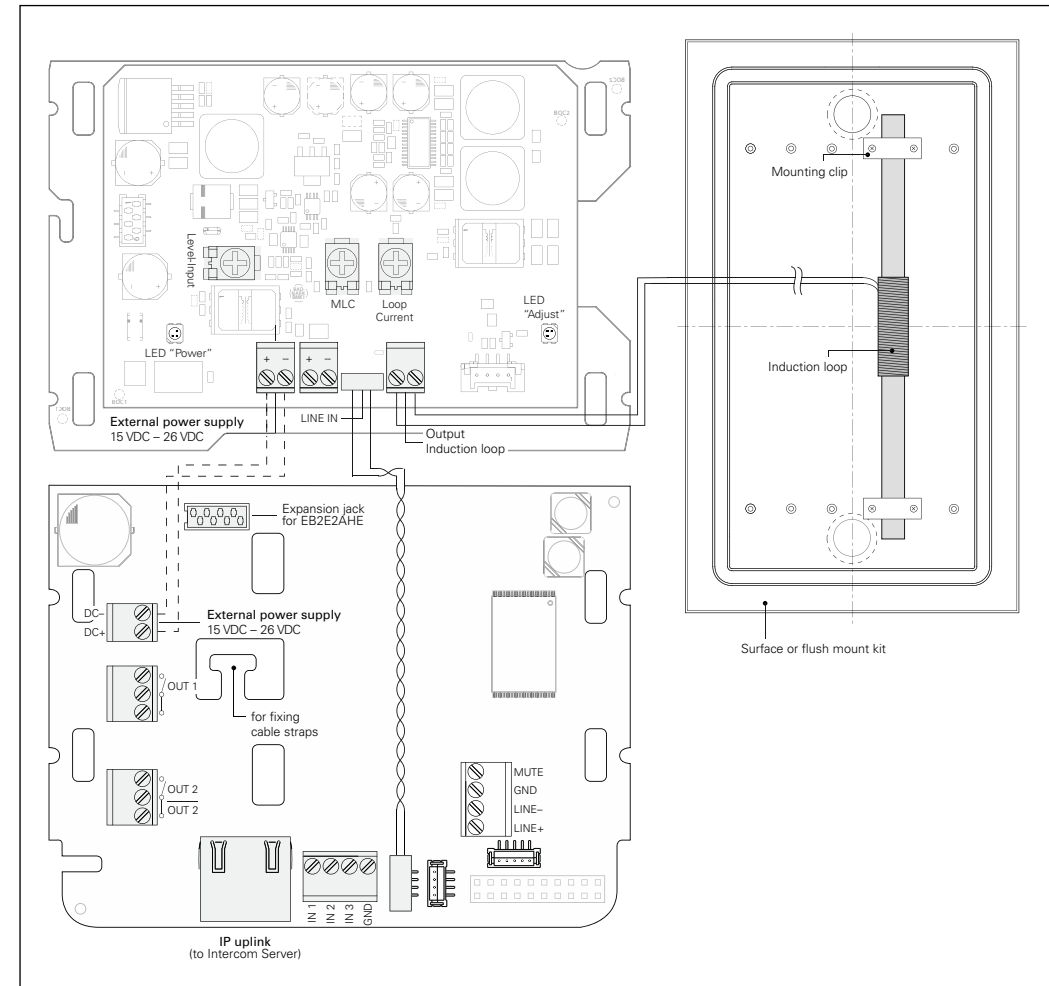 BOC3
BOC2
Mounting clip
Level-Input
MLC
Loop
Current
LED
"Adjust"
LED "Power"
Induction loop
+ −
+ −
BOC1
LINE IN
External power supply
15 VDC – 26 VDC
Output
Induction loop
Expansion jack
for EB2E2AHE
DC–
DC+
External power supply
15 VDC – 26 VDC
Surface or flush mount kit
OUT 1
for fixing
cable straps
MUTE
GND
LINE–
LINE+
OUT 2
OUT 2
IN 1
IN 2
IN 3
GND
IP uplink
(to Intercom Server)